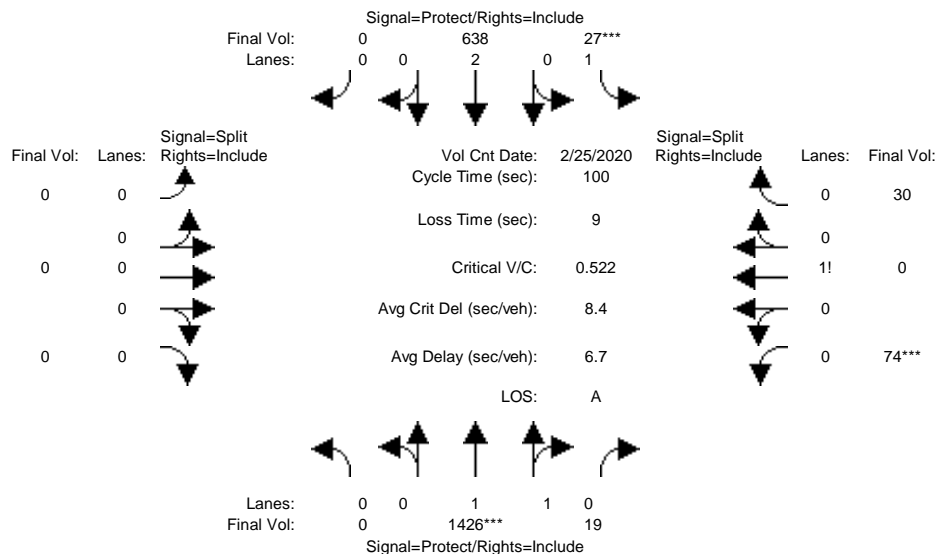 Signal=Protect/Rights=Include
Final Vol: 0 638 27***
Lanes: 0 0 2 0 1
Signal=Split Signal=Split
Final Vol: Lanes: Rights=Include Vol Cnt Date: 2/25/2020 Rights=Include Lanes: Final Vol:
Cycle Time (sec): 100
0 0 0 30
Loss Time (sec): 9
0 0
0 0 Critical V/C: 0.522 1! 0
0 Avg Crit Del (sec/veh): 8.4 0
0 0 Avg Delay (sec/veh): 6.7 0 74***
LOS: A
Lanes: 0 0 1 1 0
Final Vol: 0 1426*** 19
Signal=Protect/Rights=Include